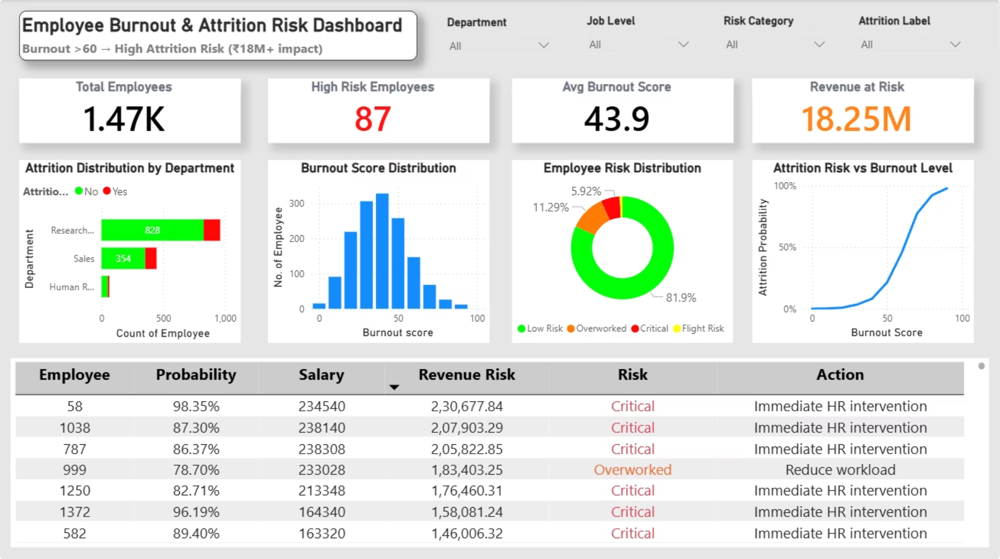 Employee Burnout & Attrition Risk Dashboard
Burnout >60 → High Attrition Risk (₹18M+ impact)
Department
All
Job Level
All
Risk Category
All
Attrition Label
All
Total Employees
1.47K
High Risk Employees
87
Avg Burnout Score
43.9
Revenue at Risk
18.25M
Attrition Distribution by Department
Attritio... No Yes
Department
Research... 828
Sales 354
Human R...
0 500 1,000
Count of Employee
Burnout Score Distribution
No. of Employee
300
200
100
0
0 50 100
Burnout score
Employee Risk Distribution
5.92%
11.29%
81.9%
Low Risk Overworked Critical Flight Risk
Attrition Risk vs Burnout Level
Attrition Probability
100%
50%
0%
0 50 100
Burnout Score
Employee Probability Salary Revenue Risk Risk Action
58 98.35% 234540 2,30,677.84 Critical Immediate HR intervention
1038 87.30% 238140 2,07,903.29 Critical Immediate HR intervention
787 86.37% 238308 2,05,822.85 Critical Immediate HR intervention
999 78.70% 233028 1,83,403.25 Overworked Reduce workload
1250 82.71% 213348 1,76,460.31 Critical Immediate HR intervention
1372 96.19% 164340 1,58,081.24 Critical Immediate HR intervention
582 89.40% 163320 1,46,006.32 Critical Immediate HR intervention